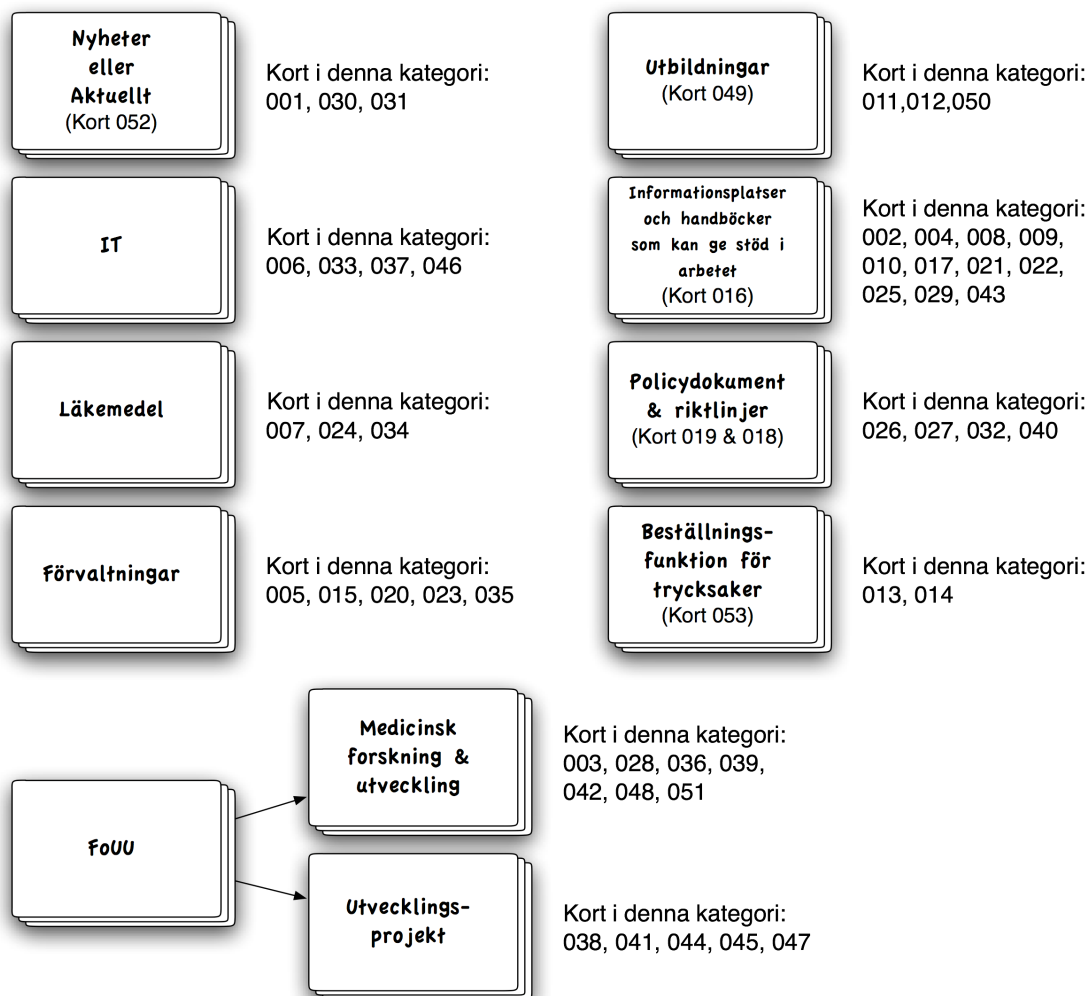 Nyheter
eller
Aktuellt
(Kort 052)
Kort i denna kategori:
001, 030, 031
Utbildningar
(Kort 049)
Kort i denna kategori:
011,012,050
IT
Kort i denna kategori:
006, 033, 037, 046
Informationsplatser
och handböcker
som kan ge stöd i
arbetet
(Kort 016)
Kort i denna kategori:
002, 004, 008, 009,
010, 017, 021, 022,
025, 029, 043
Läkemedel
Kort i denna kategori:
007, 024, 034
Policydokument
& riktlinjer
(Kort 019 & 018)
Kort i denna kategori:
026, 027, 032, 040
Förvaltningar
Kort i denna kategori:
005, 015, 020, 023, 035
Beställnings-
funktion för
trycksaker
(Kort 053)
Kort i denna kategori:
013, 014
FoUU
Medicinsk
forskning &
utveckling
Kort i denna kategori:
003, 028, 036, 039,
042, 048, 051
Utvecklings-
projekt
Kort i denna kategori:
038, 041, 044, 045, 047